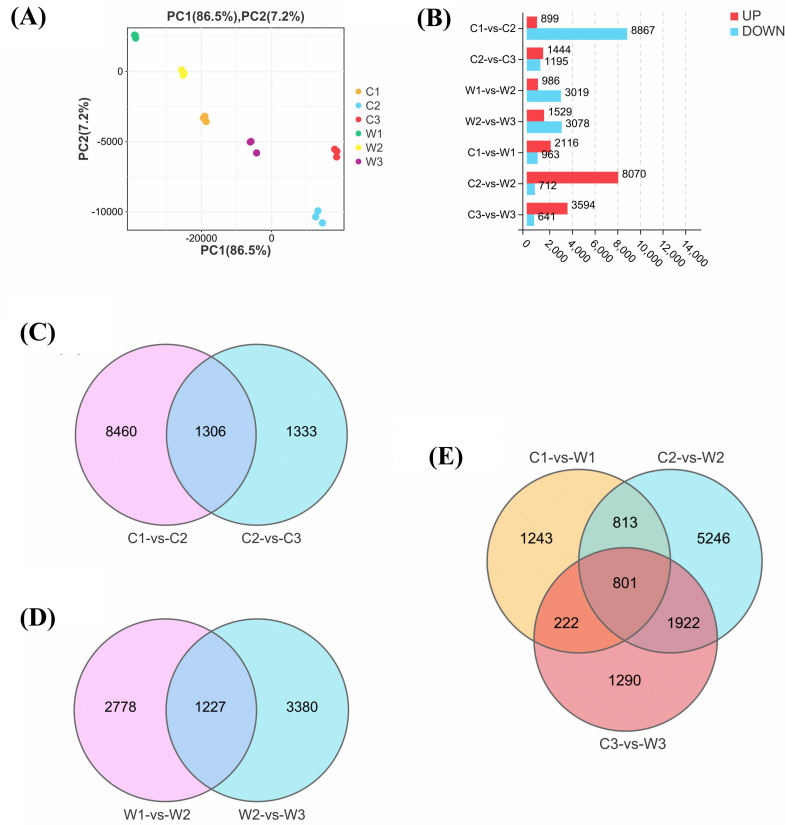 (A)
PC1(86.5%),PC2(7.2%)
PC2(7.2%)
0
-5000
-10000
-20000
0
PC1(86.5%)
C1
C2
C3
W1
W2
W3
(B)
UP
DOWN
C1-vs-C2
899
8867
C2-vs-C3
1444
1195
W1-vs-W2
986
3019
W2-vs-W3
1529
3078
C1-vs-W1
2116
963
C2-vs-W2
8070
712
C3-vs-W3
3594
641
0
2,000
4,000
6,000
8,000
10,000
12,000
14,000
(C)
8460
1306
1333
C1-vs-C2
C2-vs-C3
(D)
2778
1227
3380
W1-vs-W2
W2-vs-W3
(E)
C1-vs-W1
C2-vs-W2
1243
813
5246
801
222
1922
1290
C3-vs-W3